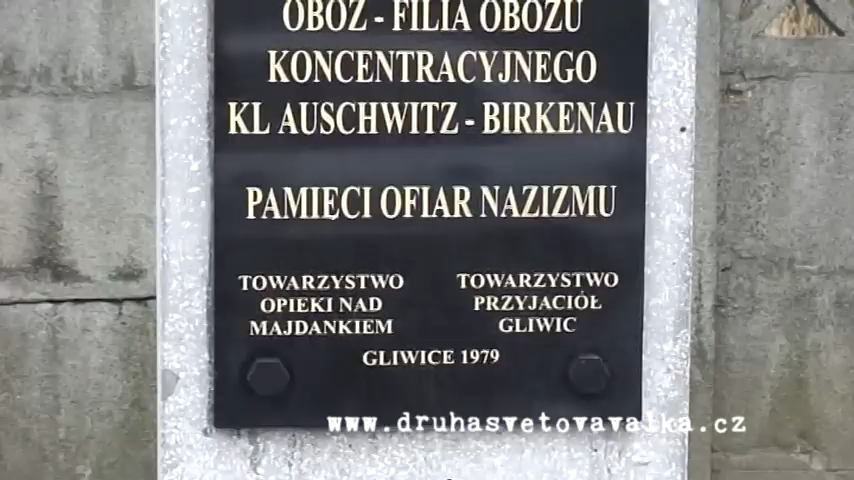 OBOZ - FILIA OBOZU
KONCENTRACYJNEGO
KL AUSCHWITZ - BIRKENAU
PAMIĘCI OFIAR NAZIZMU
TOWARZYSTWO
OPIEKI NAD
MAJDANKIEM
TOWARZYSTWO
PRZYJACIÓŁ
GLIWIC
GLIWICE 1979
www.druhasvetovavalka.cz